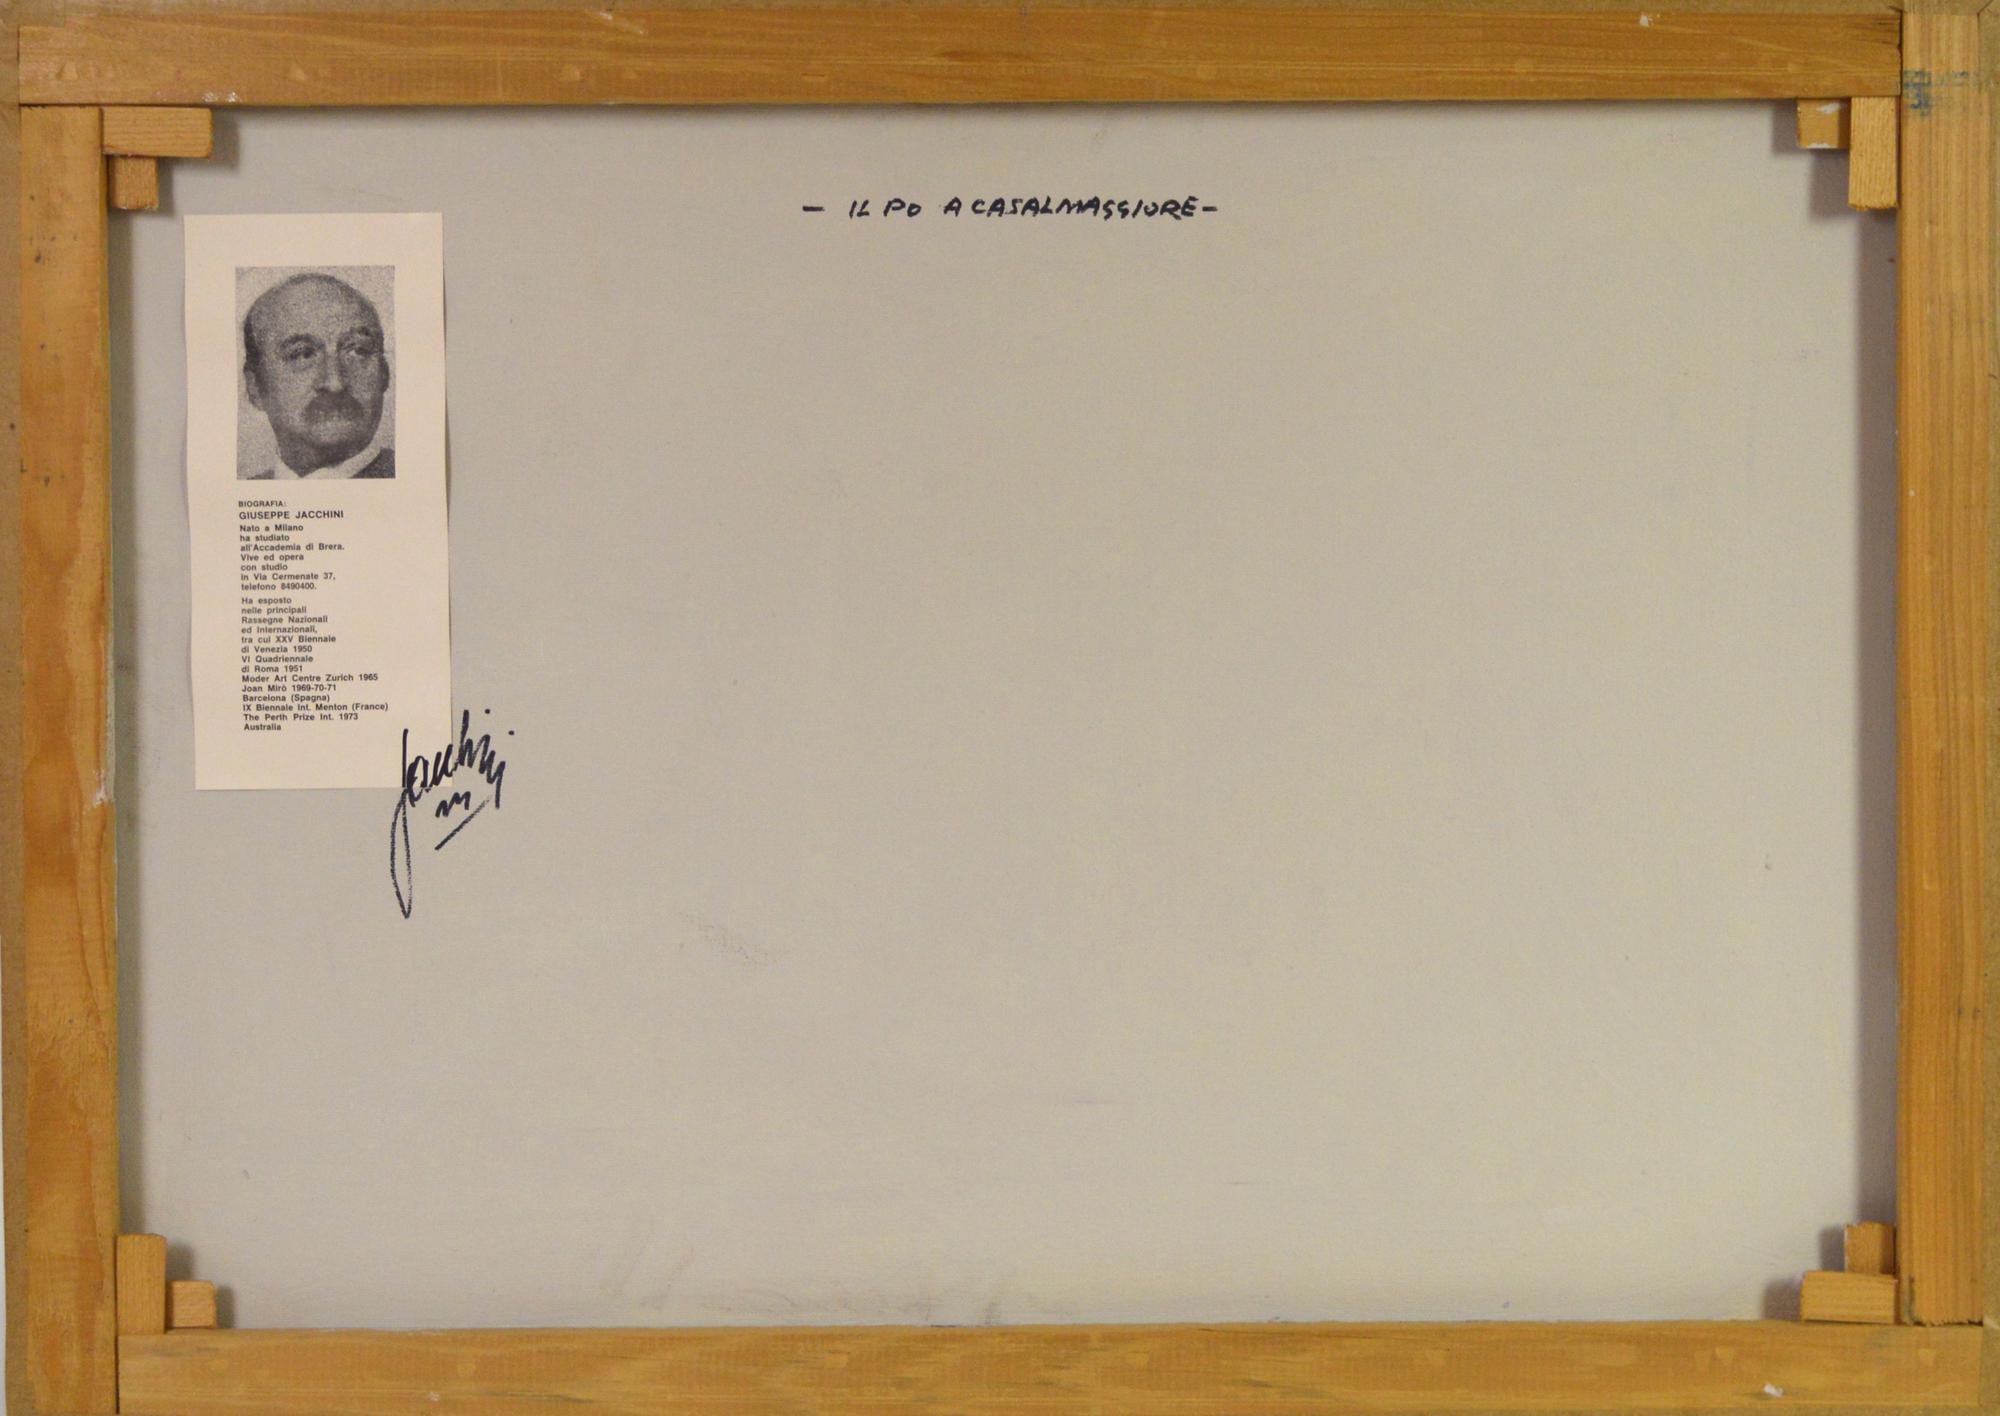 - IL PO A CASALMAGGIORE -
BIOGRAFIA:
GIUSEPPE JACCHINI
Nato a Milano
ha studiato
all'Accademia di Brera.
Vive ed opera
con studio
in Via Cermenate 37,
telefono 8490400.
Ha esposto
nelle principali
Rassegne Nazionali
ed Internazionali,
tra cui XXV Biennale
di Venezia 1950
VI Quadriennale
di Roma 1951
Moder Art Centre Zurich 1965
Joan Mirò 1969-70-71
Barcelona (Spagna)
IX Biennale Int. Menton (France)
The Perth Prize Int. 1973
Australia
Jacchini